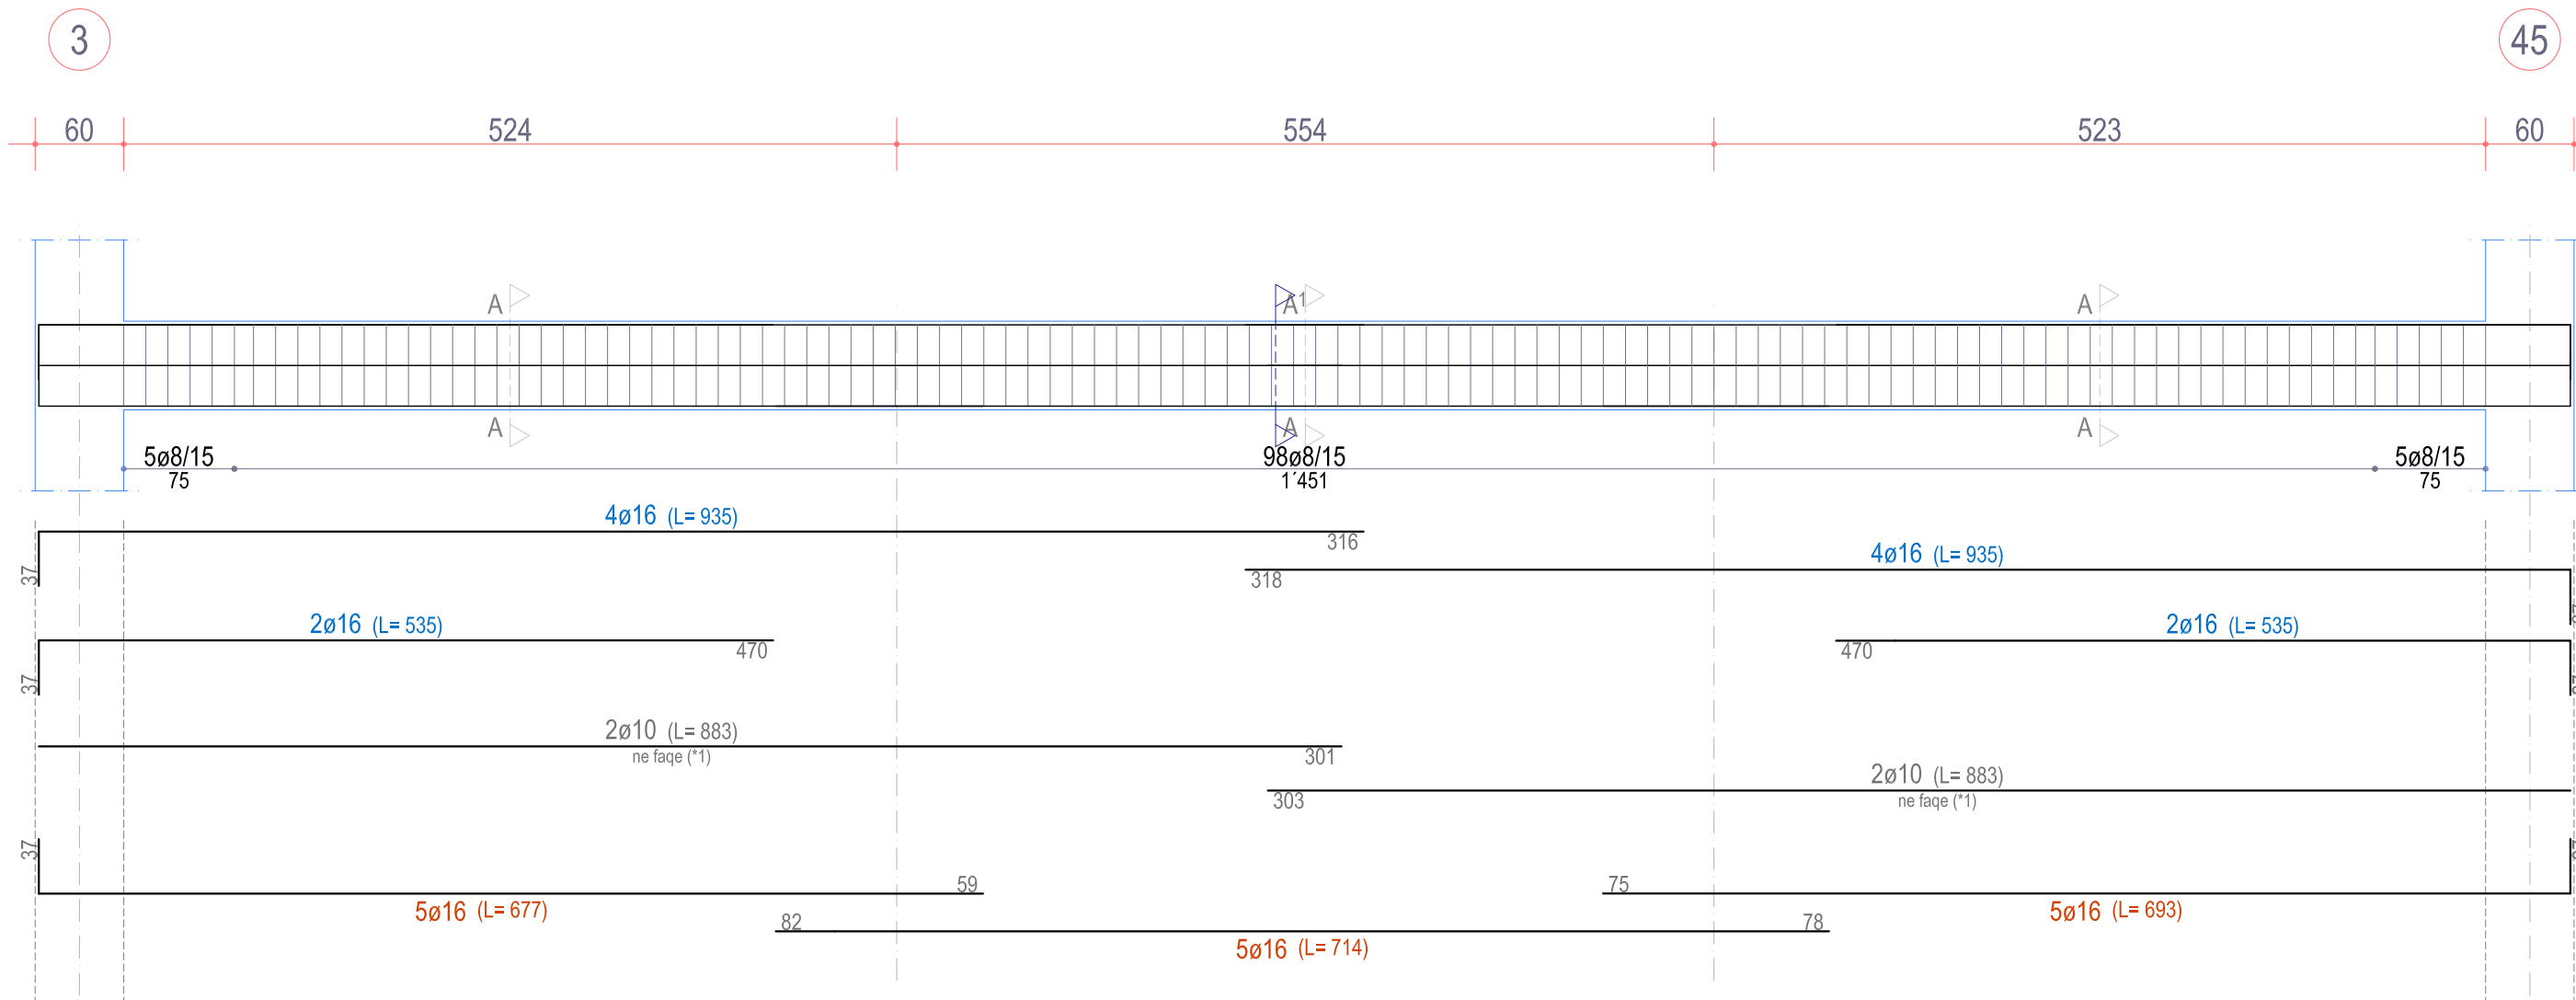 3 45
60 524 554 523 60
A A1 A
A A A
5ø8/15 98ø8/15 5ø8/15
75 1´451 75
4ø16 (L= 935)
316
4ø16 (L= 935)
37 318
2ø16 (L= 535) 2ø16 (L= 535)
470 470
37
2ø10 (L= 883)
ne faqe (*1) 301
2ø10 (L= 883)
303 ne faqe (*1)
37
59 75
5ø16 (L= 677) 5ø16 (L= 693)
82 78
5ø16 (L= 714)